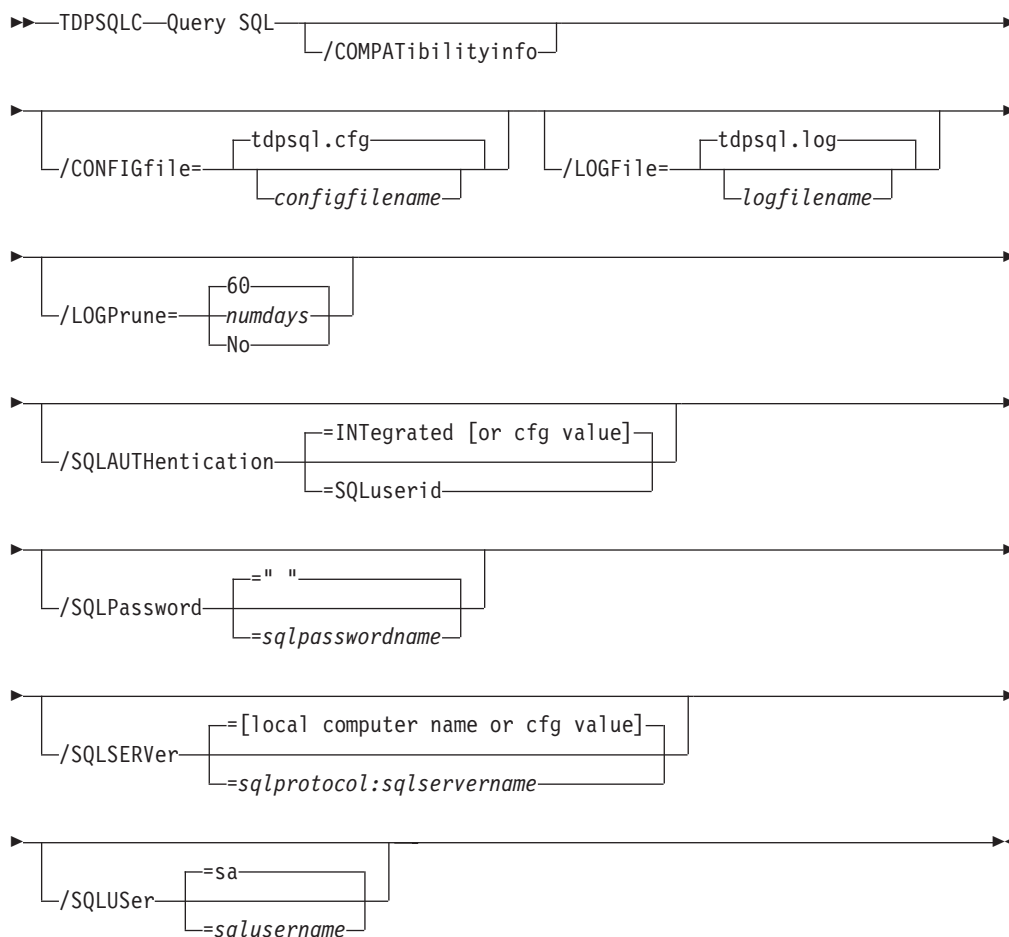 TDPSQLC Query SQL
/COMPATibilityinfo
tdpsql.cfg
/CONFIGfile=
configfilename
tdpsql.log
/LOGFile=
logfilename
60
/LOGPrune=
numdays
No
=INTegrated [or cfg value]
/SQLAUTHentication
=SQLuserid
=" "
/SQLPassword
=sqlpasswordname
=[local computer name or cfg value]
/SQLSERVer
=sqlprotocol:sqlservername
=sa
/SQLUSer
=sqlusername